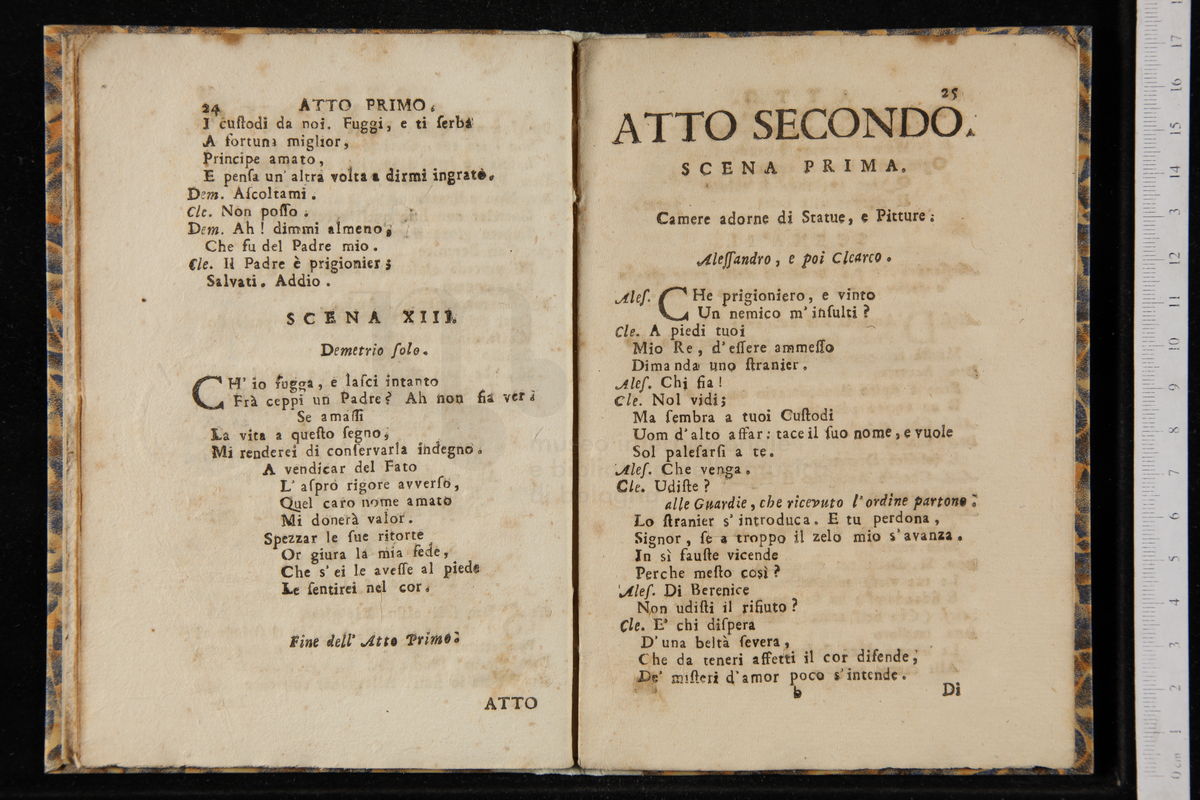 24 ATTO PRIMO.
I cuſtodi da noi. Fuggi, e ti ſerba
A fortuna miglior,
Principe amato,
E penſa un' altra volta a dirmi ingrato.
Dem. Aſcoltami.
Cle. Non poſſo.
Dem. Ah! dimmi almeno,
Che fu del Padre mio.
Cle. Il Padre è prigionier;
Salvati. Addio.
SCENA XIII.
Demetrio ſolo.
CH' io fugga, e laſci intanto
Frà ceppi un Padre? Ah non fia ver:
Se amaſſi
La vita a queſto ſegno,
Mi renderei di conſervarla indegno.
A vendicar del Fato
L' aſpro rigore avverſo,
Quel caro nome amato
Mi donerà valor.
Spezzar le ſue ritorte
Or giura la mia fede,
Che s' ei le aveſſe al piede
Le ſentirei nel cor.
Fine dell' Atto Primo.
ATTO
25
ATTO SECONDO.
SCENA PRIMA.
Camere adorne di Statue, e Pitture.
Aleſſandro, e poi Clearco.
Aleſ. CHe prigioniero, e vinto
Un nemico m' inſulti?
Cle. A piedi tuoi
Mio Re, d' eſſere ammeſſo
Dimanda uno ſtranier.
Aleſ. Chi fia!
Cle. Nol vidi;
Ma ſembra a tuoi Cuſtodi
Uom d' alto affar: tace il ſuo nome, e vuole
Sol paleſarſi a te.
Aleſ. Che venga.
Cle. Udiſte?
alle Guardie, che ricevuto l' ordine partono.
Lo ſtranier s' introduca. E tu perdona,
Signor, ſe a troppo il zelo mio s' avanza.
In sì fauſte vicende
Perche meſto così?
Aleſ. Di Berenice
Non udiſti il rifiuto?
Cle. E' chi diſpera
D' una beltà ſevera,
Che da teneri affetti il cor difende,
De' miſteri d' amor poco s' intende.
b Di